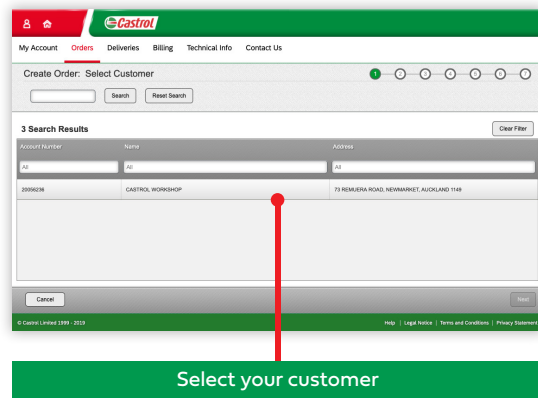 Castrol
My Account Orders Deliveries Billing Technical Info Contact Us
Create Order: Select Customer 1 2 3 4 5 6 7
Search Reset Search
3 Search Results Clear Filter
Account Number Name Address
All All All
20056236 CASTROL WORKSHOP 73 REMUERA ROAD, NEWMARKET, AUCKLAND 1149
Cancel Next
© Castrol Limited 1999 - 2019 Help | Legal Notice | Terms and Conditions | Privacy Statement
Select your customer